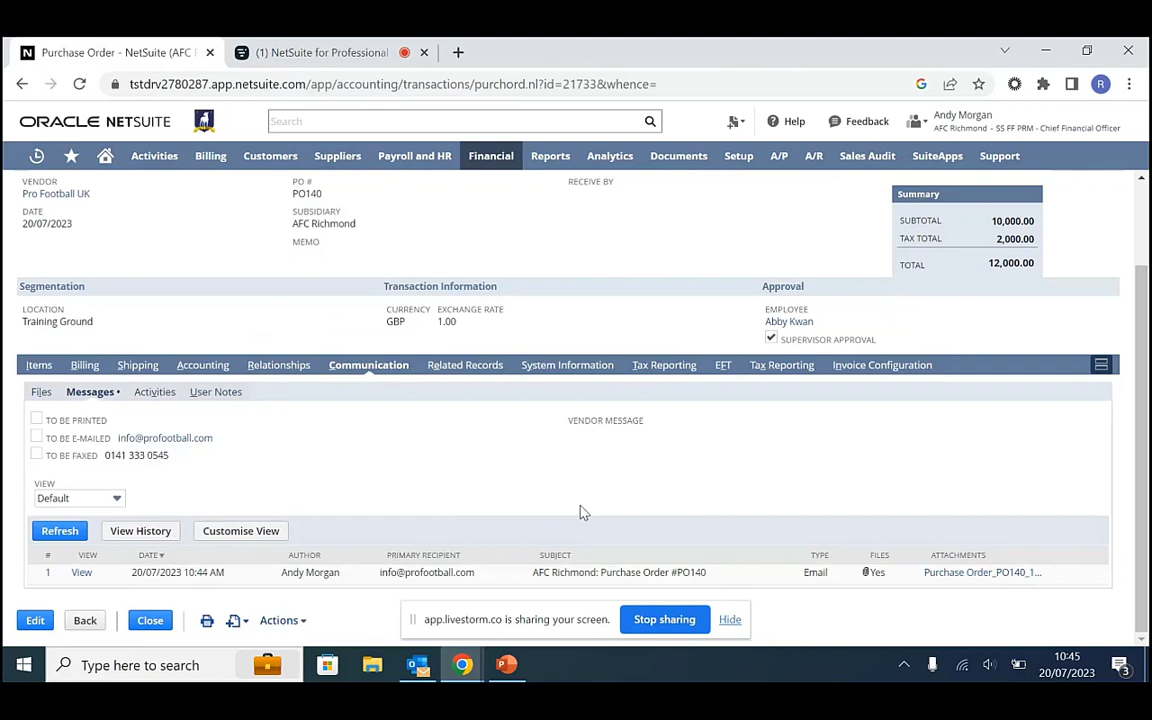 Purchase Order - NetSuite (AFC
(1) NetSuite for Professional
tstdrv2780287.app.netsuite.com/app/accounting/transactions/purchord.nl?id=21733&whence=
R
ORACLE NETSUITE
Search
Help
Feedback
Andy Morgan
AFC Richmond - SS FF PRM - Chief Financial Officer
Activities Billing Customers Suppliers Payroll and HR Financial Reports Analytics Documents Setup A/P A/R Sales Audit SuiteApps Support
VENDOR
Pro Football UK
DATE
20/07/2023
PO #
PO140
SUBSIDIARY
AFC Richmond
MEMO
RECEIVE BY
Summary
SUBTOTAL 10,000.00
TAX TOTAL 2,000.00
TOTAL 12,000.00
Segmentation
Transaction Information
Approval
LOCATION
Training Ground
CURRENCY
GBP
EXCHANGE RATE
1.00
EMPLOYEE
Abby Kwan
SUPERVISOR APPROVAL
Items Billing Shipping Accounting Relationships Communication Related Records System Information Tax Reporting EFT Tax Reporting Invoice Configuration
Files Messages • Activities User Notes
TO BE PRINTED
TO BE E-MAILED info@profootball.com
TO BE FAXED 0141 333 0545
VENDOR MESSAGE
VIEW
Default
Refresh View History Customise View
# VIEW DATE AUTHOR PRIMARY RECIPIENT SUBJECT TYPE FILES ATTACHMENTS
1 View 20/07/2023 10:44 AM Andy Morgan info@profootball.com AFC Richmond: Purchase Order #PO140 Email Yes Purchase Order_PO140_1...
Edit Back Close Actions
app.livestorm.co is sharing your screen. Stop sharing Hide
Type here to search
10:45
20/07/2023
3